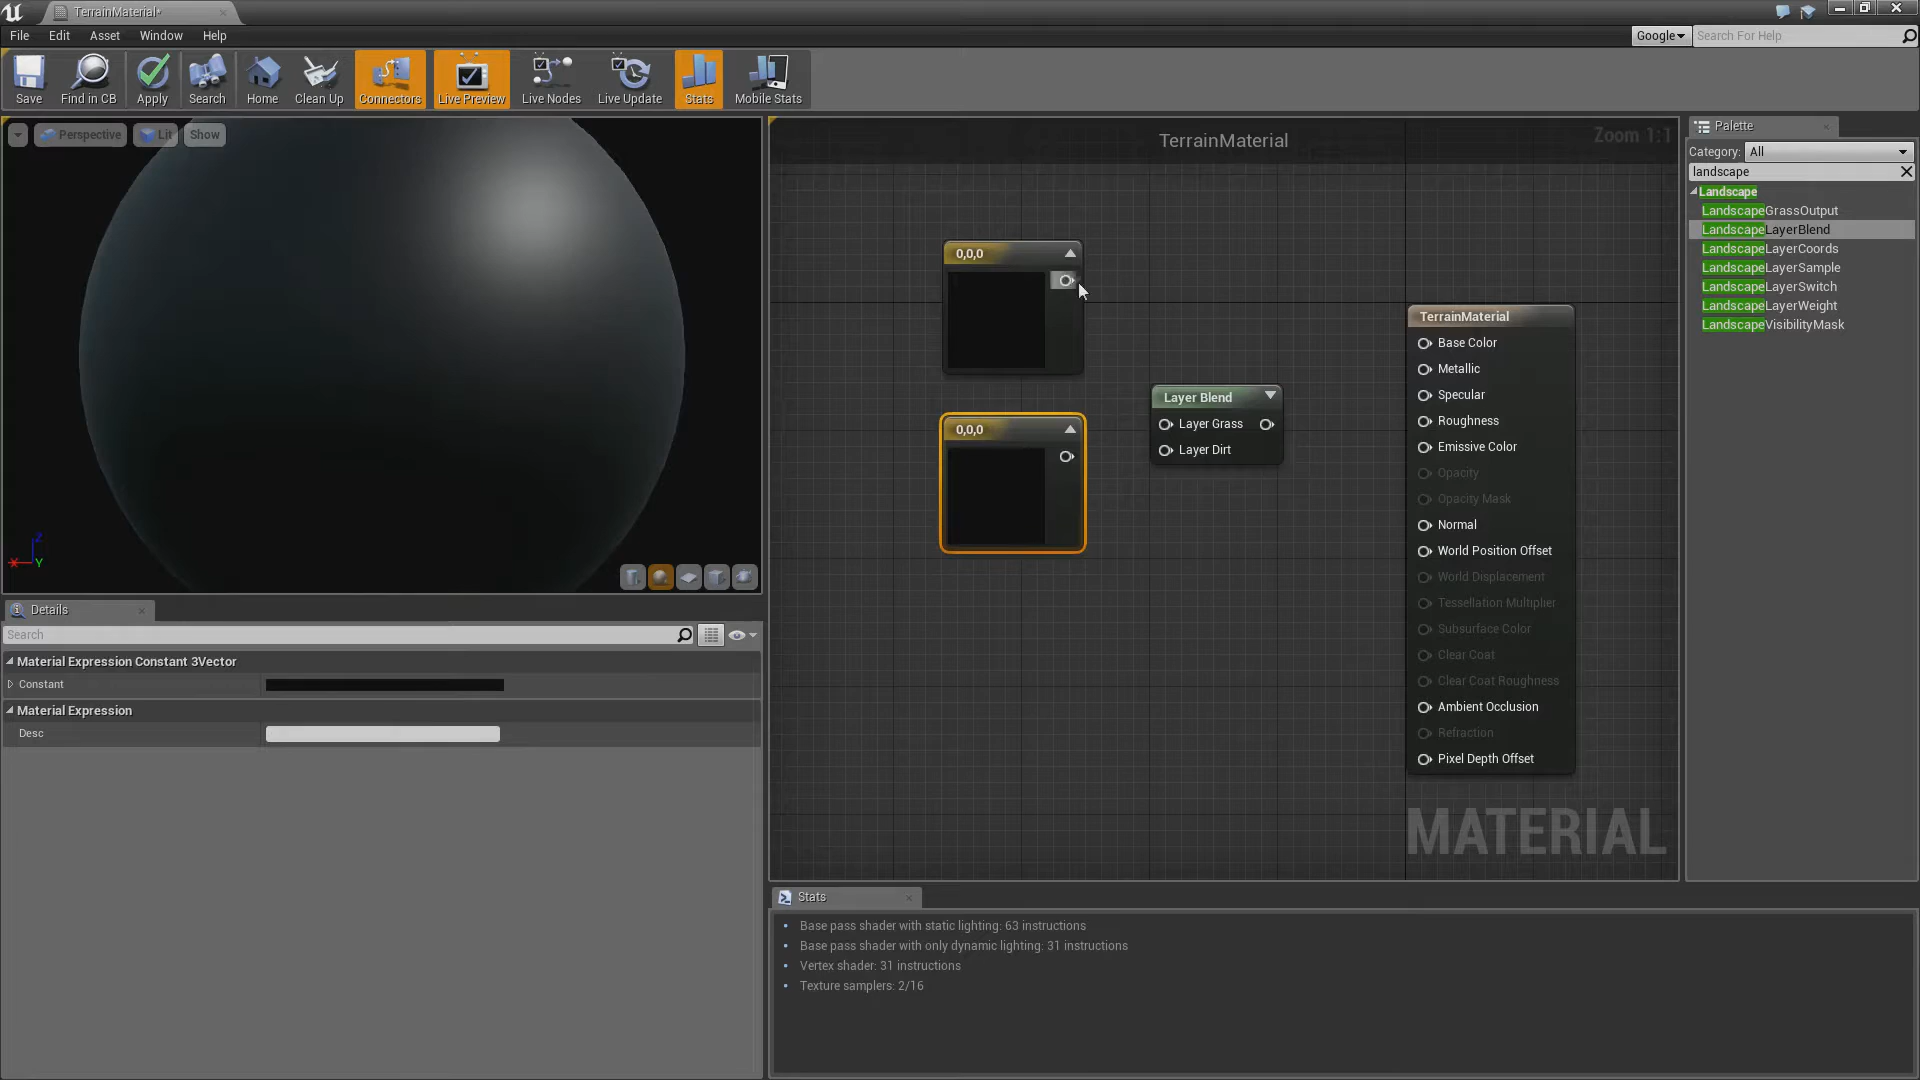 TerrainMaterial*
File Edit Asset Window Help
Google Search For Help
Save Find in CB Apply Search Home Clean Up Connectors Live Preview Live Nodes Live Update Stats Mobile Stats
Perspective Lit Show
TerrainMaterial
Zoom 1:1
Palette
Category: All
landscape
Landscape
LandscapeGrassOutput
LandscapeLayerBlend
LandscapeLayerCoords
LandscapeLayerSample
LandscapeLayerSwitch
LandscapeLayerWeight
LandscapeVisibilityMask
0,0,0
0,0,0
Layer Blend
Layer Grass
Layer Dirt
TerrainMaterial
Base Color
Metallic
Specular
Roughness
Emissive Color
Opacity
Opacity Mask
Normal
World Position Offset
World Displacement
Tessellation Multiplier
Subsurface Color
Clear Coat
Clear Coat Roughness
Ambient Occlusion
Refraction
Pixel Depth Offset
MATERIAL
Z
X
Y
Details
Search
Material Expression Constant 3Vector
Constant
Material Expression
Desc
Stats
Base pass shader with static lighting: 63 instructions
Base pass shader with only dynamic lighting: 31 instructions
Vertex shader: 31 instructions
Texture samplers: 2/16